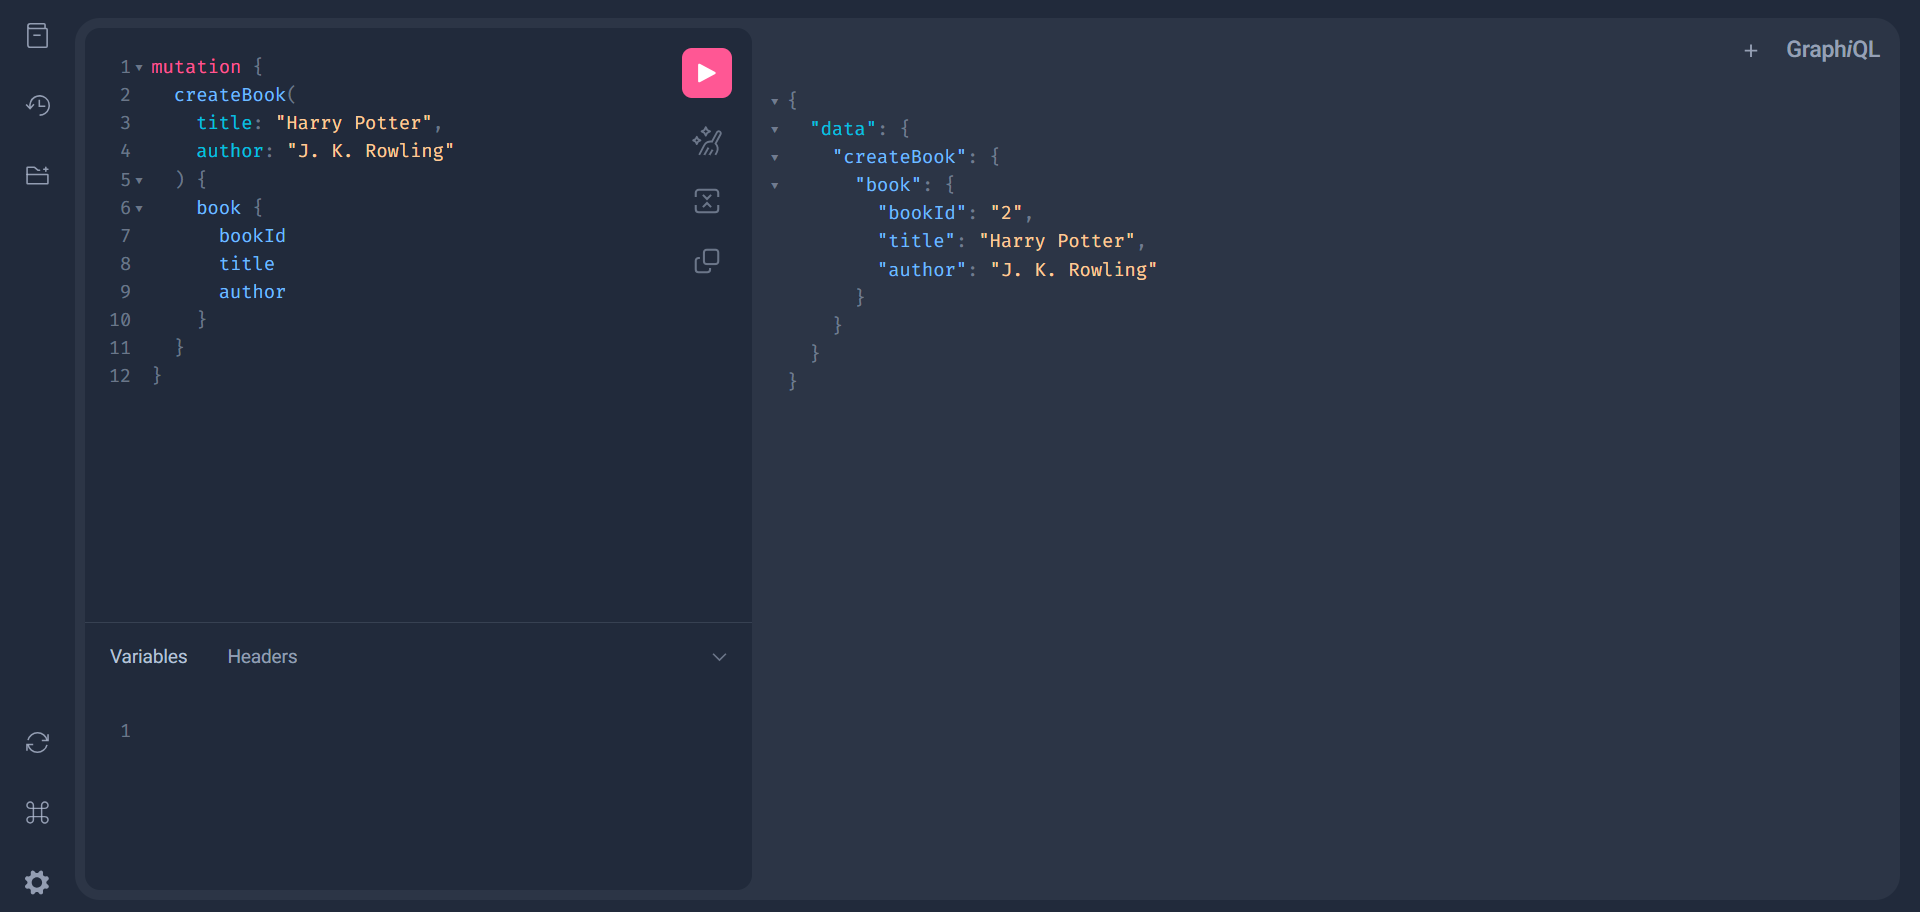 1 mutation {
2 createBook(
3 title: "Harry Potter",
4 author: "J. K. Rowling"
5 ) {
6 book {
7 bookId
8 title
9 author
10 }
11 }
12 }
Variables Headers
1
+ GraphiQL
{
"data": {
"createBook": {
"book": {
"bookId": "2",
"title": "Harry Potter",
"author": "J. K. Rowling"
}
}
}
}